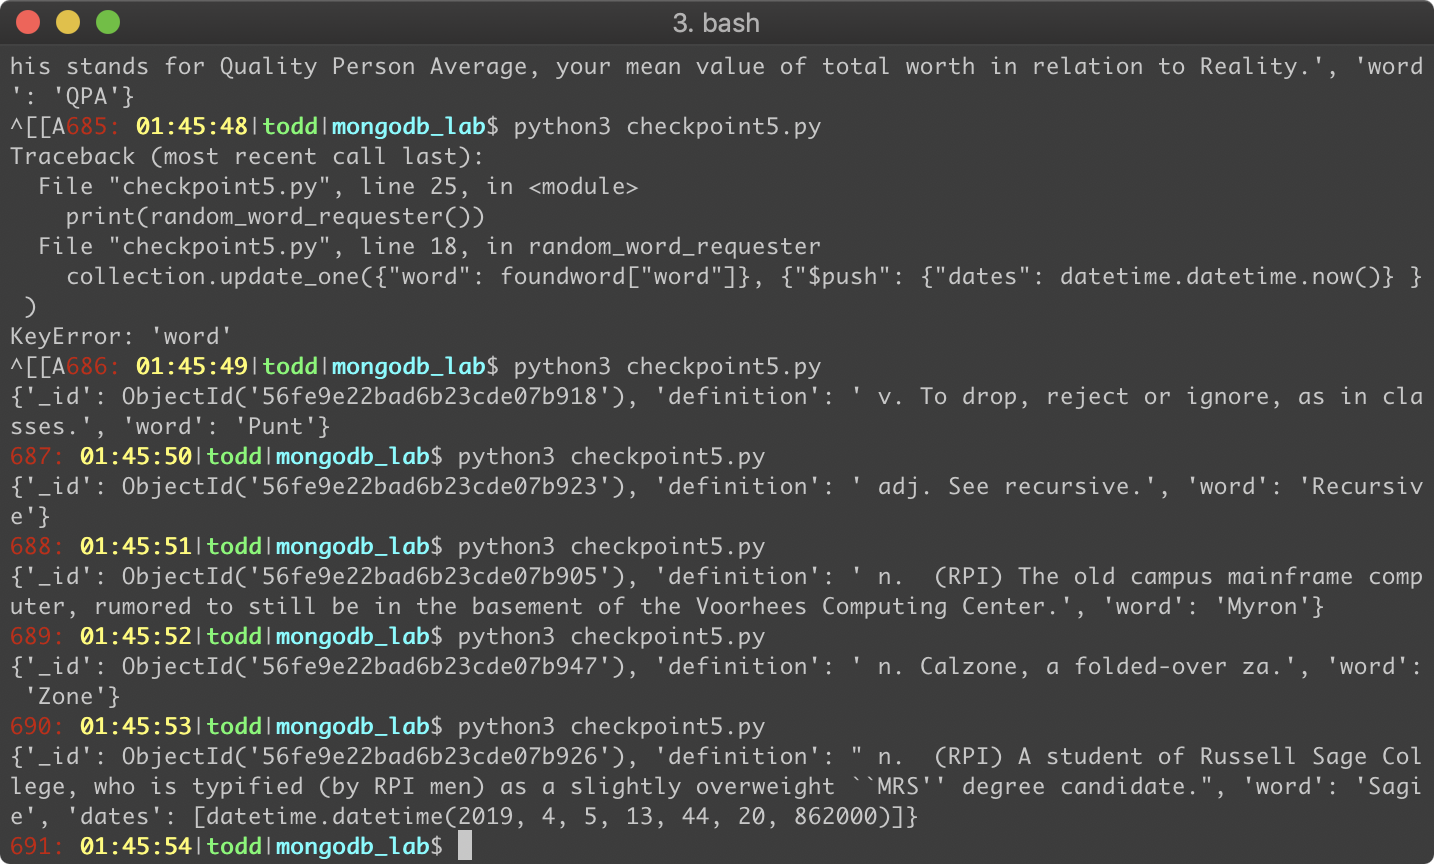 3. bash
his stands for Quality Person Average, your mean value of total worth in relation to Reality.', 'word
': 'QPA'}
^[[A685: 01:45:48|todd|mongodb_lab$ python3 checkpoint5.py
Traceback (most recent call last):
  File "checkpoint5.py", line 25, in <module>
    print(random_word_requester())
  File "checkpoint5.py", line 18, in random_word_requester
    collection.update_one({"word": foundword["word"]}, {"$push": {"dates": datetime.datetime.now()} }
 )
KeyError: 'word'
^[[A686: 01:45:49|todd|mongodb_lab$ python3 checkpoint5.py
{'_id': ObjectId('56fe9e22bad6b23cde07b918'), 'definition': ' v. To drop, reject or ignore, as in cla
sses.', 'word': 'Punt'}
687: 01:45:50|todd|mongodb_lab$ python3 checkpoint5.py
{'_id': ObjectId('56fe9e22bad6b23cde07b923'), 'definition': ' adj. See recursive.', 'word': 'Recursiv
e'}
688: 01:45:51|todd|mongodb_lab$ python3 checkpoint5.py
{'_id': ObjectId('56fe9e22bad6b23cde07b905'), 'definition': ' n.  (RPI) The old campus mainframe comp
uter, rumored to still be in the basement of the Voorhees Computing Center.', 'word': 'Myron'}
689: 01:45:52|todd|mongodb_lab$ python3 checkpoint5.py
{'_id': ObjectId('56fe9e22bad6b23cde07b947'), 'definition': ' n. Calzone, a folded-over za.', 'word':
 'Zone'}
690: 01:45:53|todd|mongodb_lab$ python3 checkpoint5.py
{'_id': ObjectId('56fe9e22bad6b23cde07b926'), 'definition': " n.  (RPI) A student of Russell Sage Col
lege, who is typified (by RPI men) as a slightly overweight ``MRS'' degree candidate.", 'word': 'Sagi
e', 'dates': [datetime.datetime(2019, 4, 5, 13, 44, 20, 862000)]}
691: 01:45:54|todd|mongodb_lab$